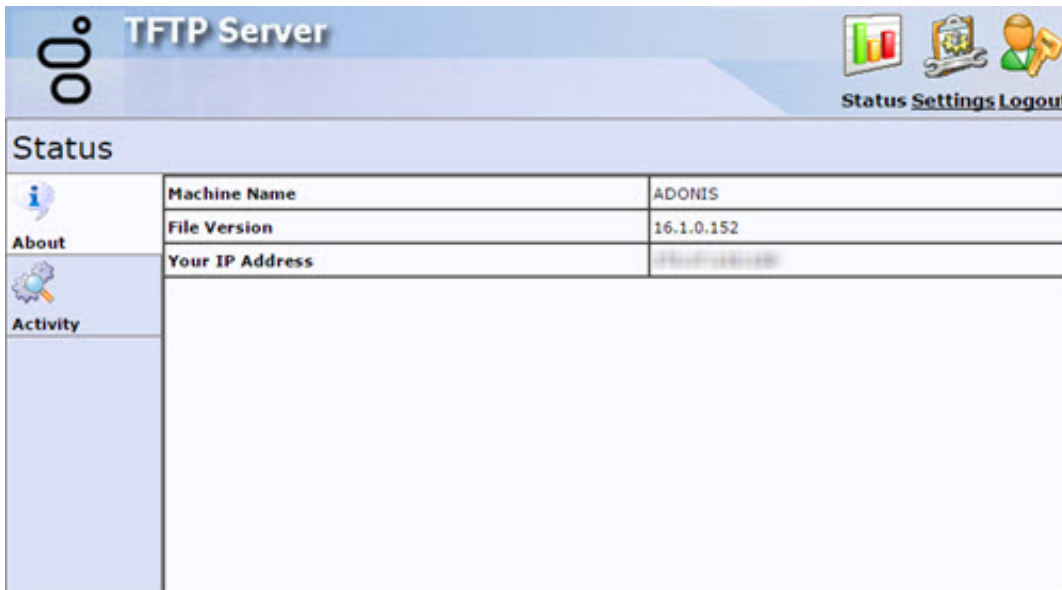 TFTP Server
Status Settings Logout
Status
About
Activity
Machine Name ADONIS
File Version 16.1.0.152
Your IP Address